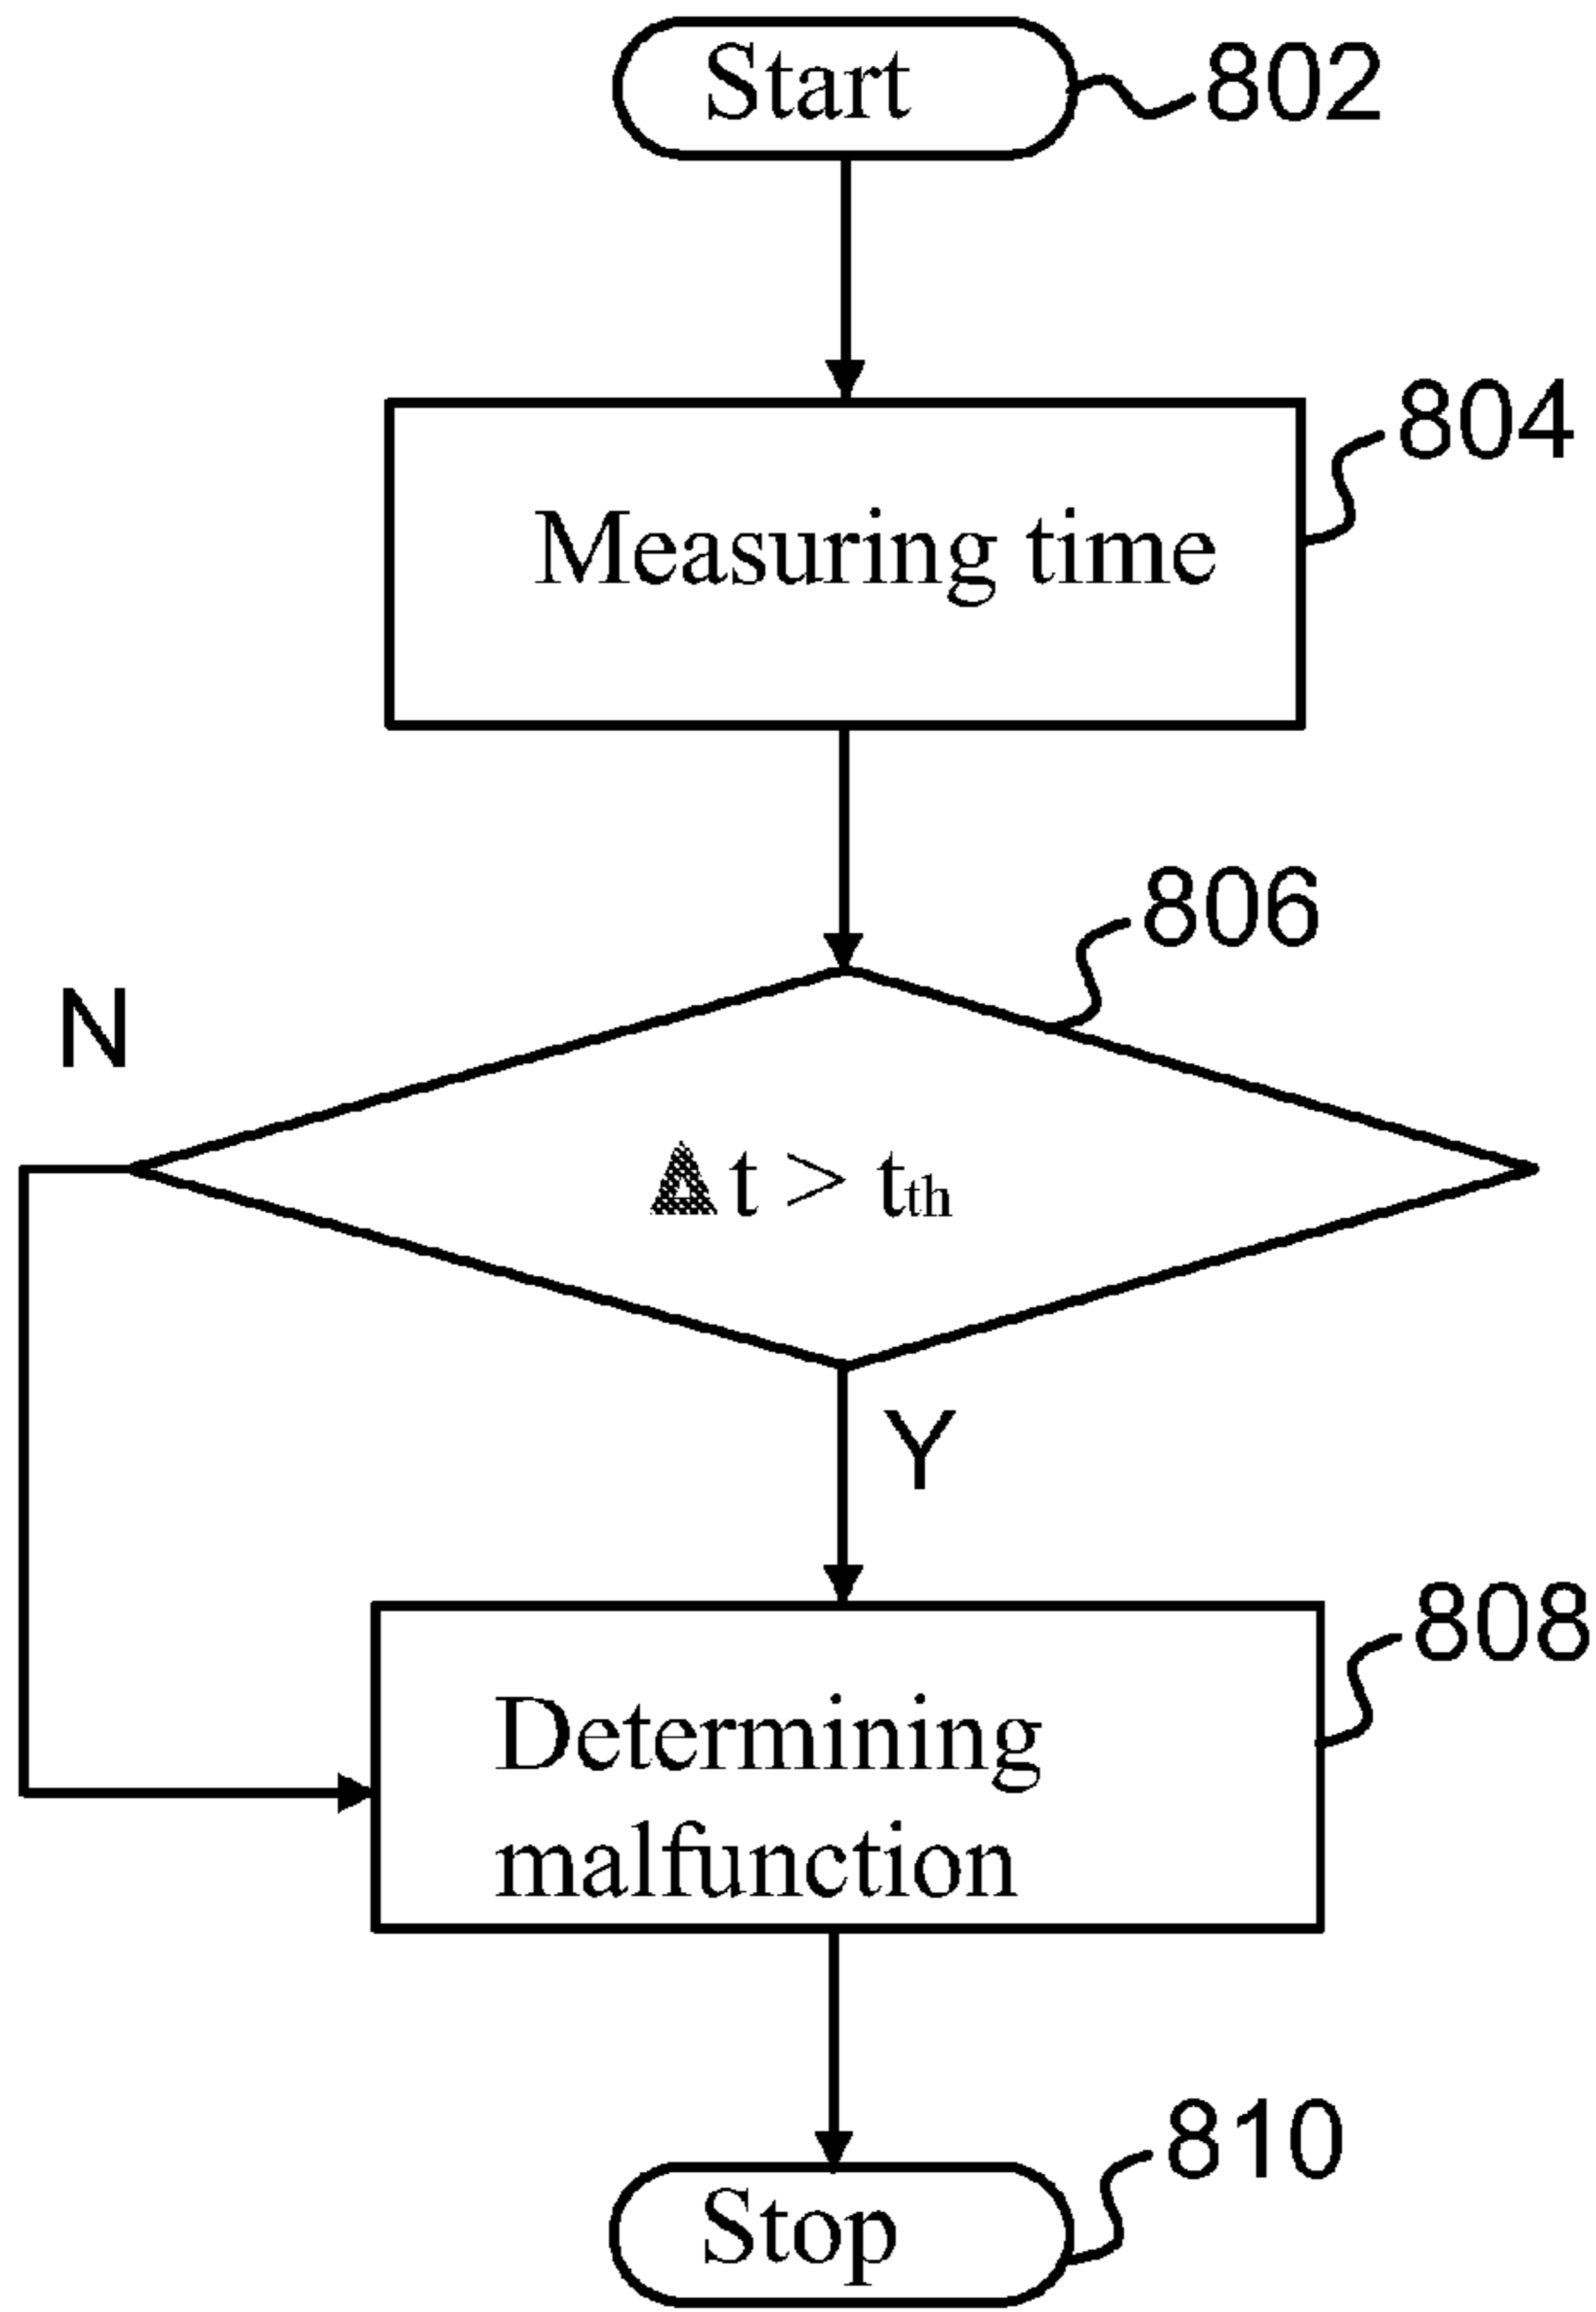 Start
802
804
Measuring time
806
N
Δt > tth
Y
808
Determining
malfunction
810
Stop